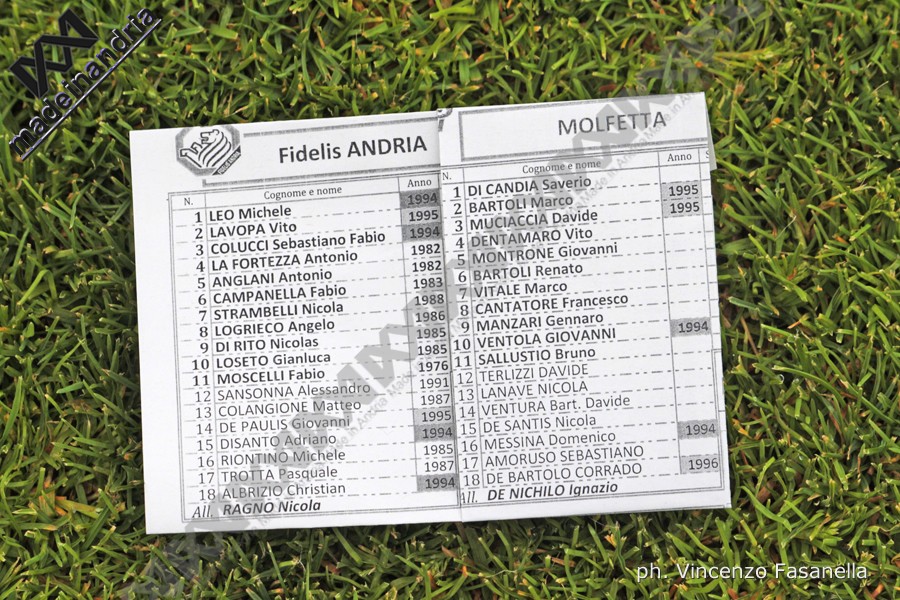 madeinandria
Fidelis ANDRIA
N. Cognome e nome Anno
1 LEO Michele 1994
2 LAVOPA Vito 1995
3 COLUCCI Sebastiano Fabio 1994
4 LA FORTEZZA Antonio 1982
5 ANGLANI Antonio 1982
6 CAMPANELLA Fabio 1983
7 STRAMBELLI Nicola 1988
8 LOGRIECO Angelo 1986
9 DI RITO Nicolas 1985
10 LOSETO Gianluca 1985
11 MOSCELLI Fabio 1976
12 SANSONNA Alessandro 1991
13 COLANGIONE Matteo 1987
14 DE PAULIS Giovanni 1995
15 DISANTO Adriano 1994
16 RIONTINO Michele 1985
17 TROTTA Pasquale 1987
18 ALBRIZIO Christian 1994
All. RAGNO Nicola
MOLFETTA
N. Cognome e nome Anno
1 DI CANDIA Saverio 1995
2 BARTOLI Marco 1995
3 MUCIACCIA Davide
4 DENTAMARO Vito
5 MONTRONE Giovanni
6 BARTOLI Renato
7 VITALE Marco
8 CANTATORE Francesco
9 MANZARI Gennaro
10 VENTOLA GIOVANNI 1994
11 SALLUSTIO Bruno
12 TERLIZZI DAVIDE
13 LANAVE NICOLA
14 VENTURA Bart. Davide
15 DE SANTIS Nicola
16 MESSINA Domenico 1994
17 AMORUSO SEBASTIANO
18 DE BARTOLO CORRADO 1996
All. DE NICHILO Ignazio
ph. Vincenzo Fasanella